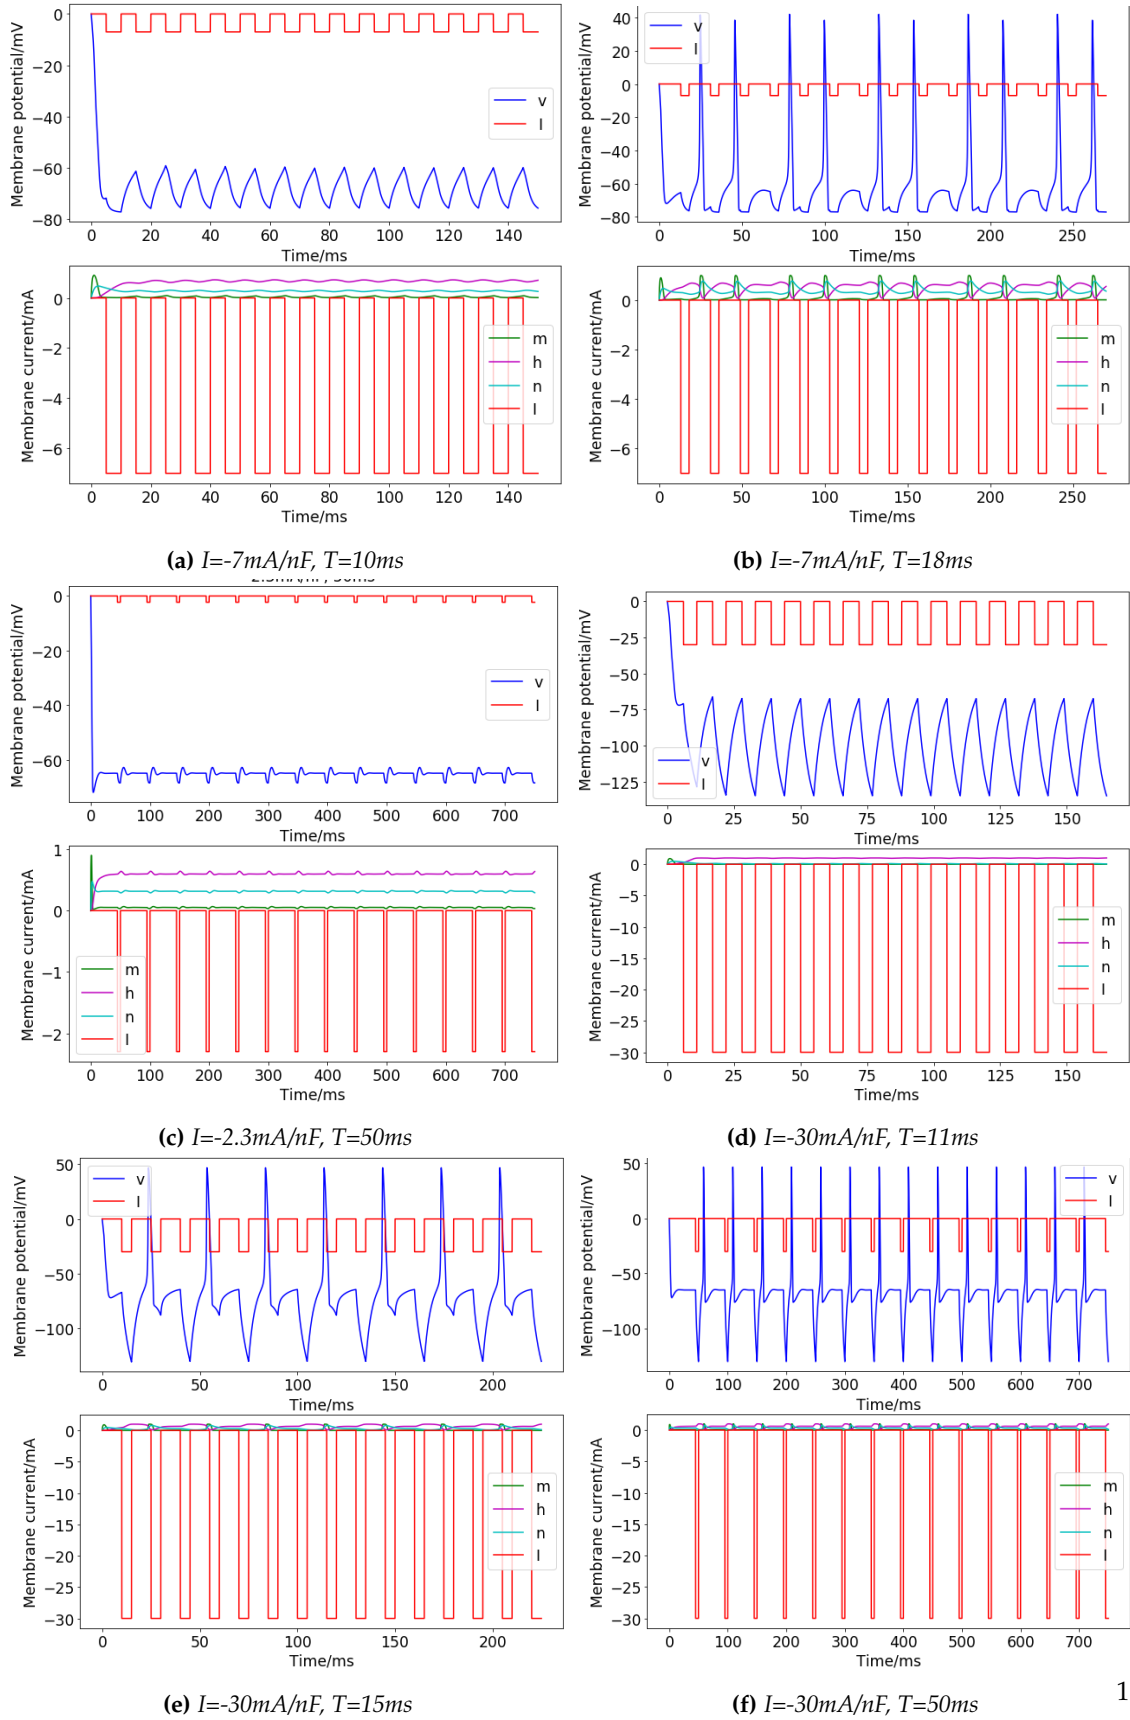 Membrane potential/mV
0
−20
−40
−60
−80
v
I
0 20 40 60 80 100 120 140
Time/ms
Membrane current/mA
0
−2
−4
−6
m
h
n
I
0 20 40 60 80 100 120 140
Time/ms
(a) I=-7mA/nF, T=10ms
Membrane potential/mV
40
20
0
−20
−40
−60
−80
v
I
0 50 100 150 200 250
Time/ms
Membrane current/mA
0
−2
−4
−6
m
h
n
I
0 50 100 150 200 250
Time/ms
(b) I=-7mA/nF, T=18ms
Membrane potential/mV
0
−20
−40
−60
v
I
0 100 200 300 400 500 600 700
Time/ms
Membrane current/mA
1
0
−1
−2
m
h
n
I
0 100 200 300 400 500 600 700
Time/ms
(c) I=-2.3mA/nF, T=50ms
Membrane potential/mV
0
−25
−50
−75
−100
−125
v
I
0 25 50 75 100 125 150
Time/ms
Membrane current/mA
0
−5
−10
−15
−20
−25
−30
m
h
n
I
0 25 50 75 100 125 150
Time/ms
(d) I=-30mA/nF, T=11ms
Membrane potential/mV
50
0
−50
−100
v
I
0 50 100 150 200
Time/ms
Membrane current/mA
0
−5
−10
−15
−20
−25
−30
m
h
n
I
0 50 100 150 200
Time/ms
(e) I=-30mA/nF, T=15ms
Membrane potential/mV
50
0
−50
−100
v
I
0 100 200 300 400 500 600 700
Time/ms
Membrane current/mA
0
−5
−10
−15
−20
−25
−30
m
h
n
I
0 100 200 300 400 500 600 700
Time/ms
(f) I=-30mA/nF, T=50ms
1